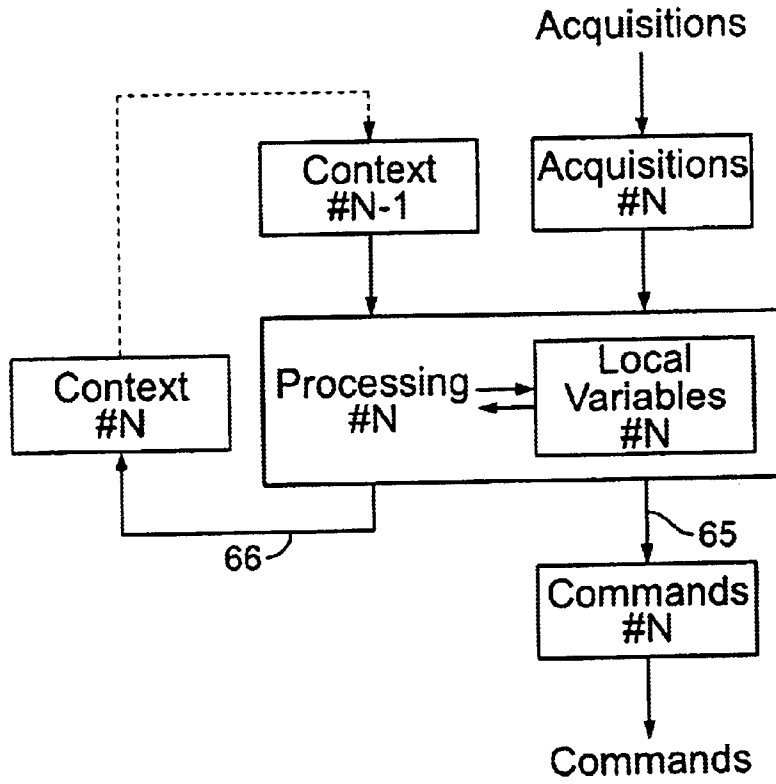 Acquisitions
Context
#N-1
Acquisitions
#N
Context
#N
Processing
#N
Local
Variables
#N
66
65
Commands
#N
Commands